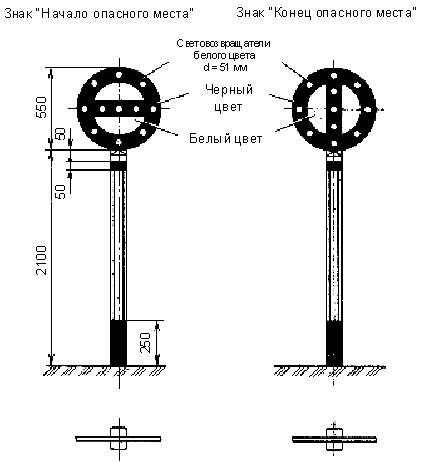 Знак "Начало опасного места"
Знак "Конец опасного места"
Световозвращатели
белого цвета
d = 51 мм
Черный
цвет
Белый цвет
550
50
50
2100
250